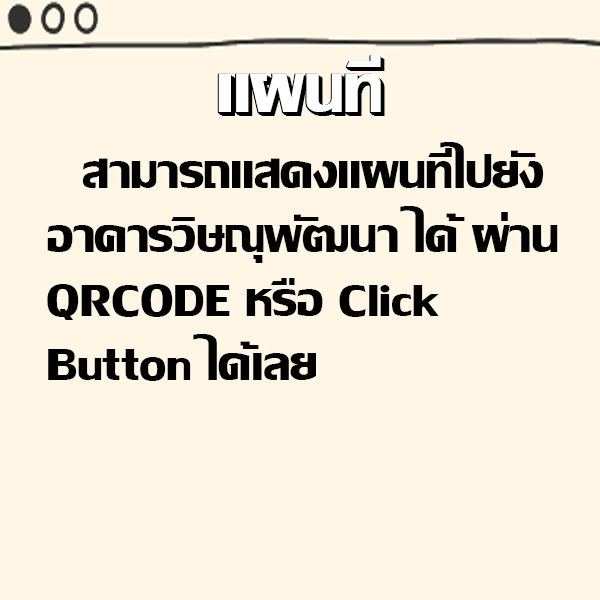 แผนที่
สามารถแสดงแผนที่ไปยัง
อาคารวิษณุพัฒนา ได้ ผ่าน
QRCODE หรือ Click
Button ได้เลย